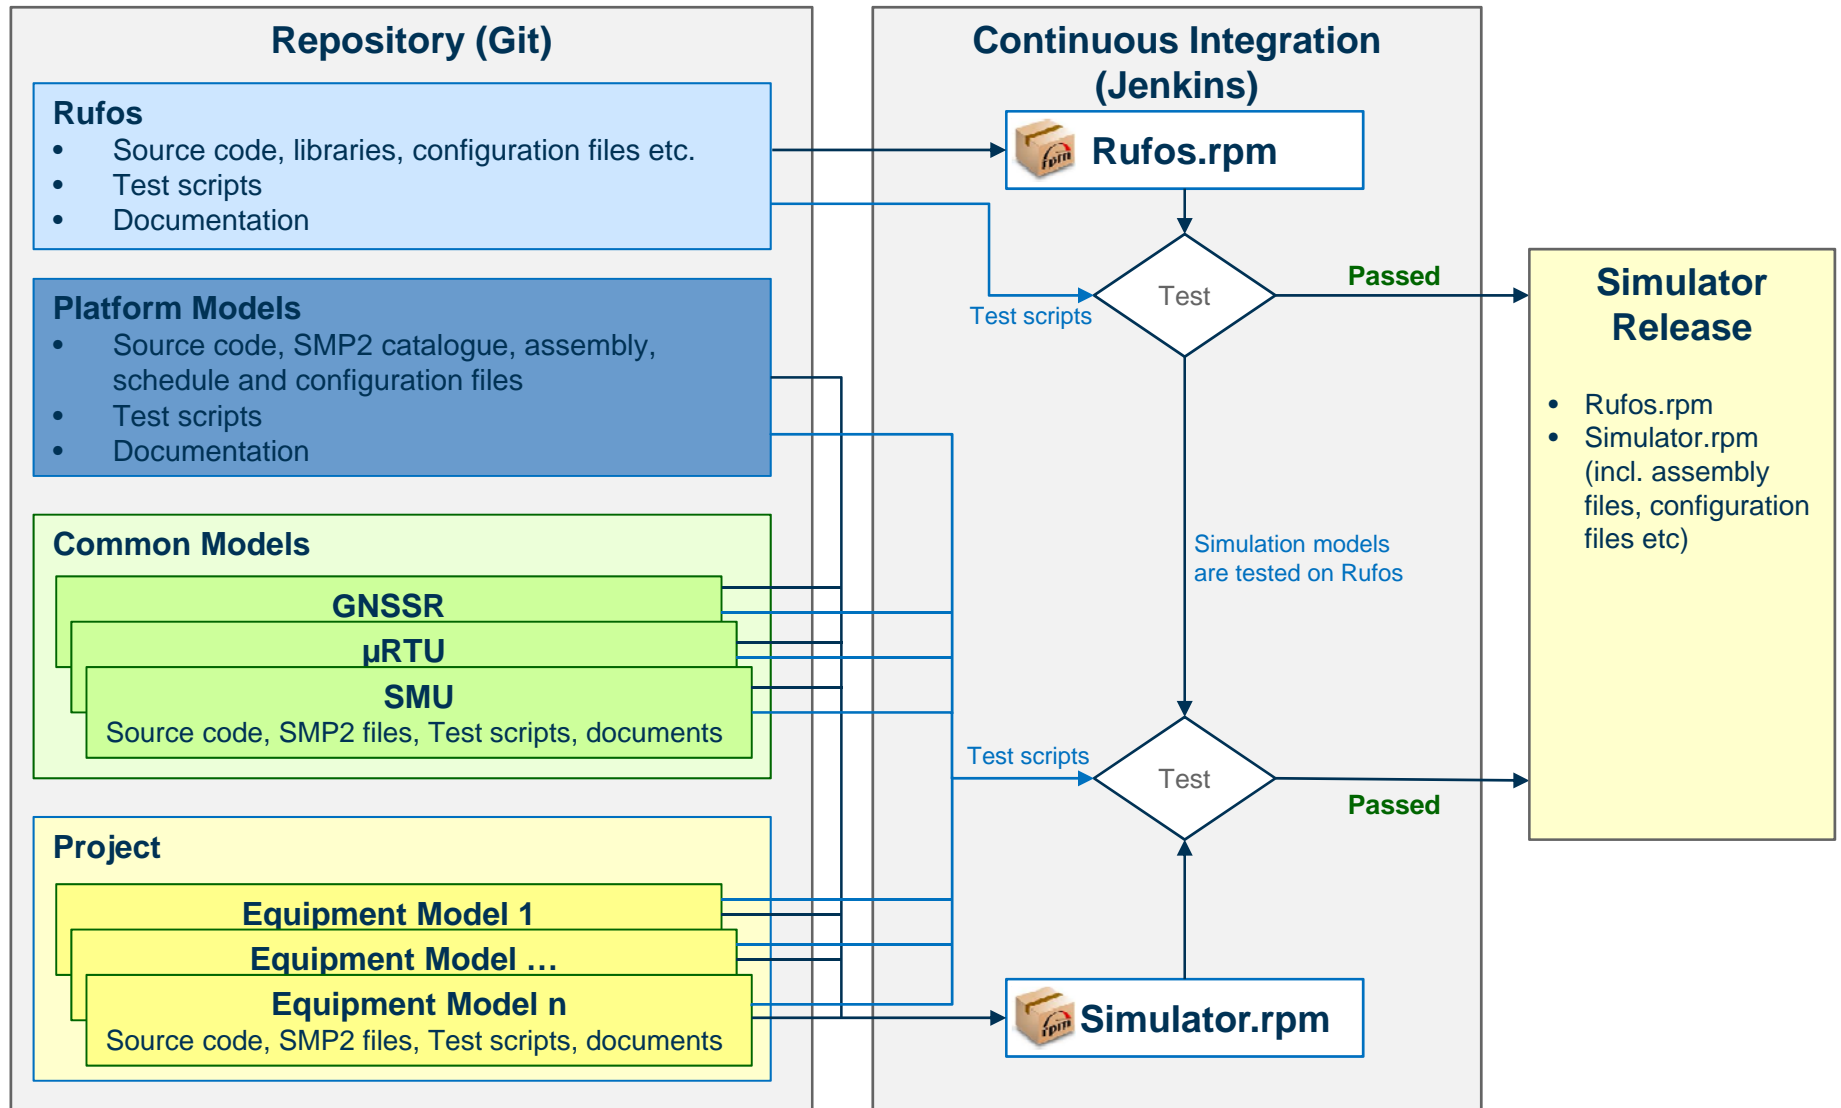 Repository (Git)
Rufos
• Source code, libraries, configuration files etc.
• Test scripts
• Documentation
Platform Models
• Source code, SMP2 catalogue, assembly,
schedule and configuration files
• Test scripts
• Documentation
Common Models
GNSSR
µRTU
SMU
Source code, SMP2 files, Test scripts, documents
Project
Equipment Model 1
Equipment Model …
Equipment Model n
Source code, SMP2 files, Test scripts, documents
Continuous Integration
(Jenkins)
rpm
Rufos.rpm
Test
Test scripts
Passed
Simulation models
are tested on Rufos
Test scripts
Test
Passed
rpm
Simulator.rpm
Simulator
Release
• Rufos.rpm
• Simulator.rpm
(incl. assembly
files, configuration
files etc)